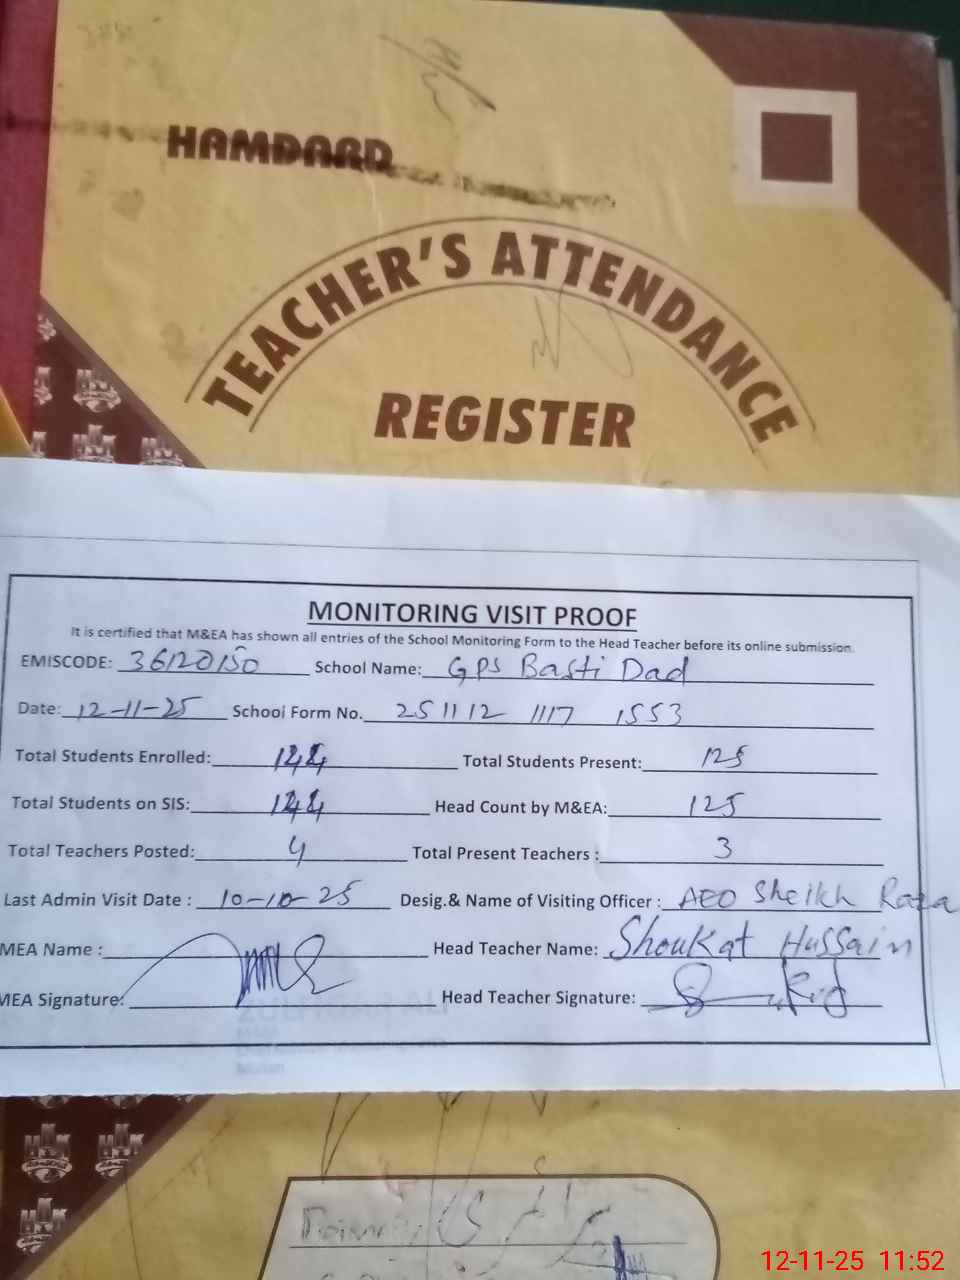 HAMDARD
TEACHER'S ATTENDANCE
REGISTER
MONITORING VISIT PROOF
It is certified that M&EA has shown all entries of the School Monitoring Form to the Head Teacher before its online submission.
EMISCODE: 36120150 School Name: GPS Basti Dad
Date: 12-11-25 School Form No. 251112 1117 1553
Total Students Enrolled: 144 Total Students Present: 125
Total Students on SIS: 144 Head Count by M&EA: 125
Total Teachers Posted: 4 Total Present Teachers : 3
Last Admin Visit Date : 10-10-25 Desig.& Name of Visiting Officer : AEO Sheikh Raza
MEA Name : Head Teacher Name: Shoukat Hussain
MEA Signature: Head Teacher Signature:
12-11-25 11:52